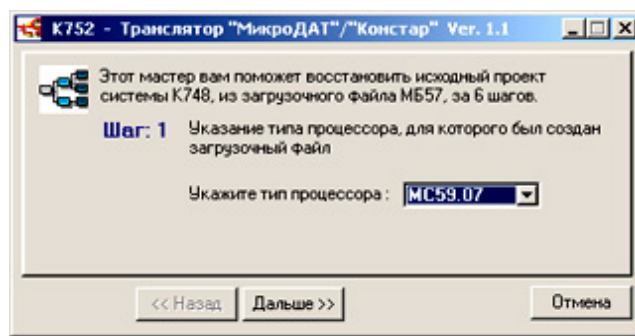 K752 - Транслятор "МикроДАТ"/"Констар" Ver. 1.1
Этот мастер вам поможет восстановить исходный проект
системы К748, из загрузочного файла МБ57, за 6 шагов.
Шаг: 1
Указание типа процессора, для которого был создан
загрузочный файл
Укажите тип процессора :
МС59.07
<< Назад
Дальше >>
Отмена